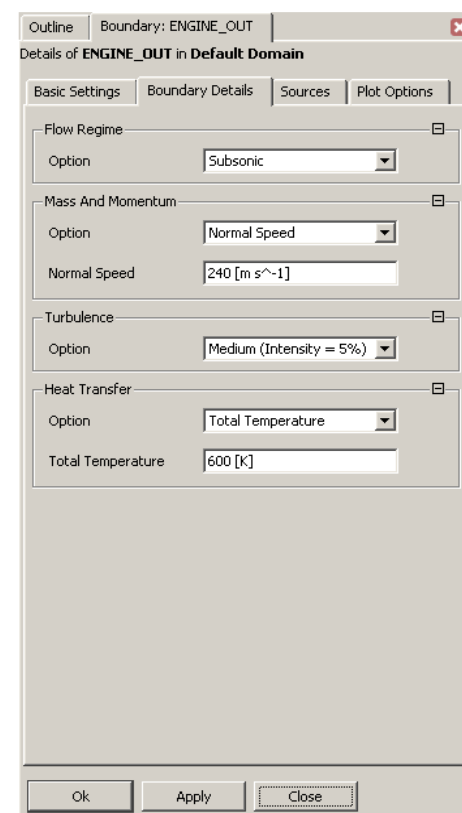 Outline Boundary: ENGINE_OUT
Details of ENGINE_OUT in Default Domain
Basic Settings Boundary Details Sources Plot Options
Flow Regime
Option Subsonic
Mass And Momentum
Option Normal Speed
Normal Speed 240 [m s^-1]
Turbulence
Option Medium (Intensity = 5%)
Heat Transfer
Option Total Temperature
Total Temperature 600 [K]
Ok Apply Close